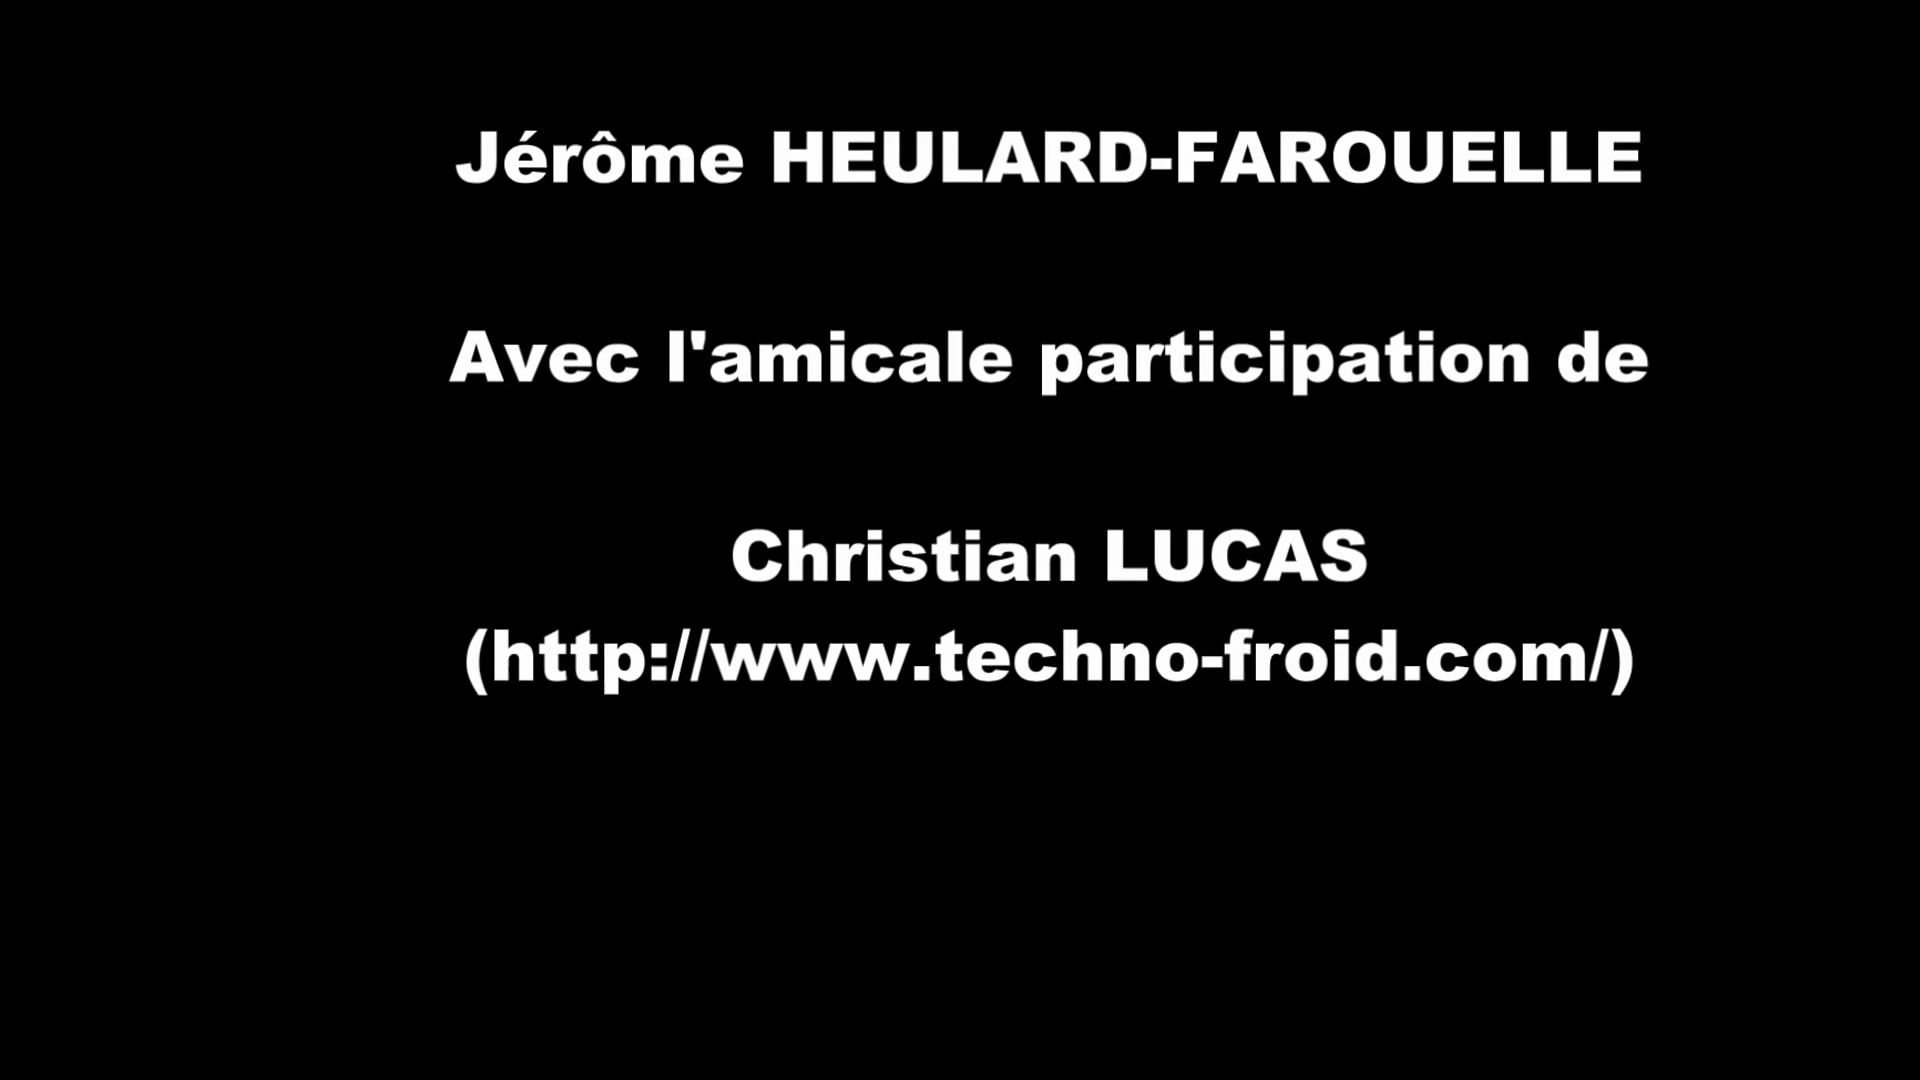 Jérôme HEULARD-FAROUELLE
Avec l'amicale participation de
Christian LUCAS
(http://www.techno-froid.com/)